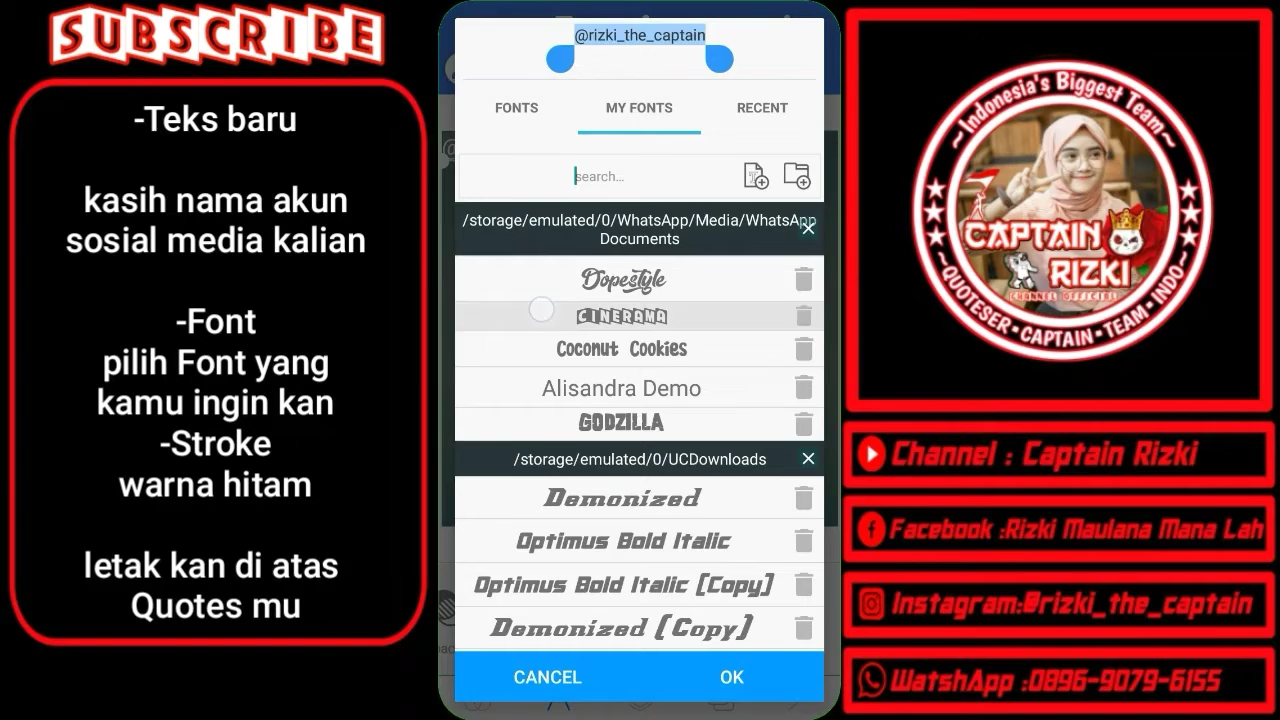 SUBSCRIBE
-Teks baru
kasih nama akun
sosial media kalian
-Font
pilih Font yang
kamu ingin kan
-Stroke
warna hitam
letak kan di atas
Quotes mu
@rizki_the_captain
FONTS
MY FONTS
RECENT
search...
/storage/emulated/0/WhatsApp/Media/WhatsApp
Documents
Dopestyle
CINERAMA
Coconut Cookies
Alisandra Demo
GODZILLA
/storage/emulated/0/UCDownloads
Demonized
Optimus Bold Italic
Optimus Bold Italic (Copy)
Demonized (Copy)
CANCEL
OK
~ Indonesia's Biggest Team ~
CAPTAIN
RIZKI
CHANNEL OFFICIAL
~QUOTESER • CAPTAIN • TEAM • INDO~
Channel : Captain Rizki
Facebook :Rizki Maulana Mana Lah
Instagram:@rizki_the_captain
WatshApp :0896-9079-6155